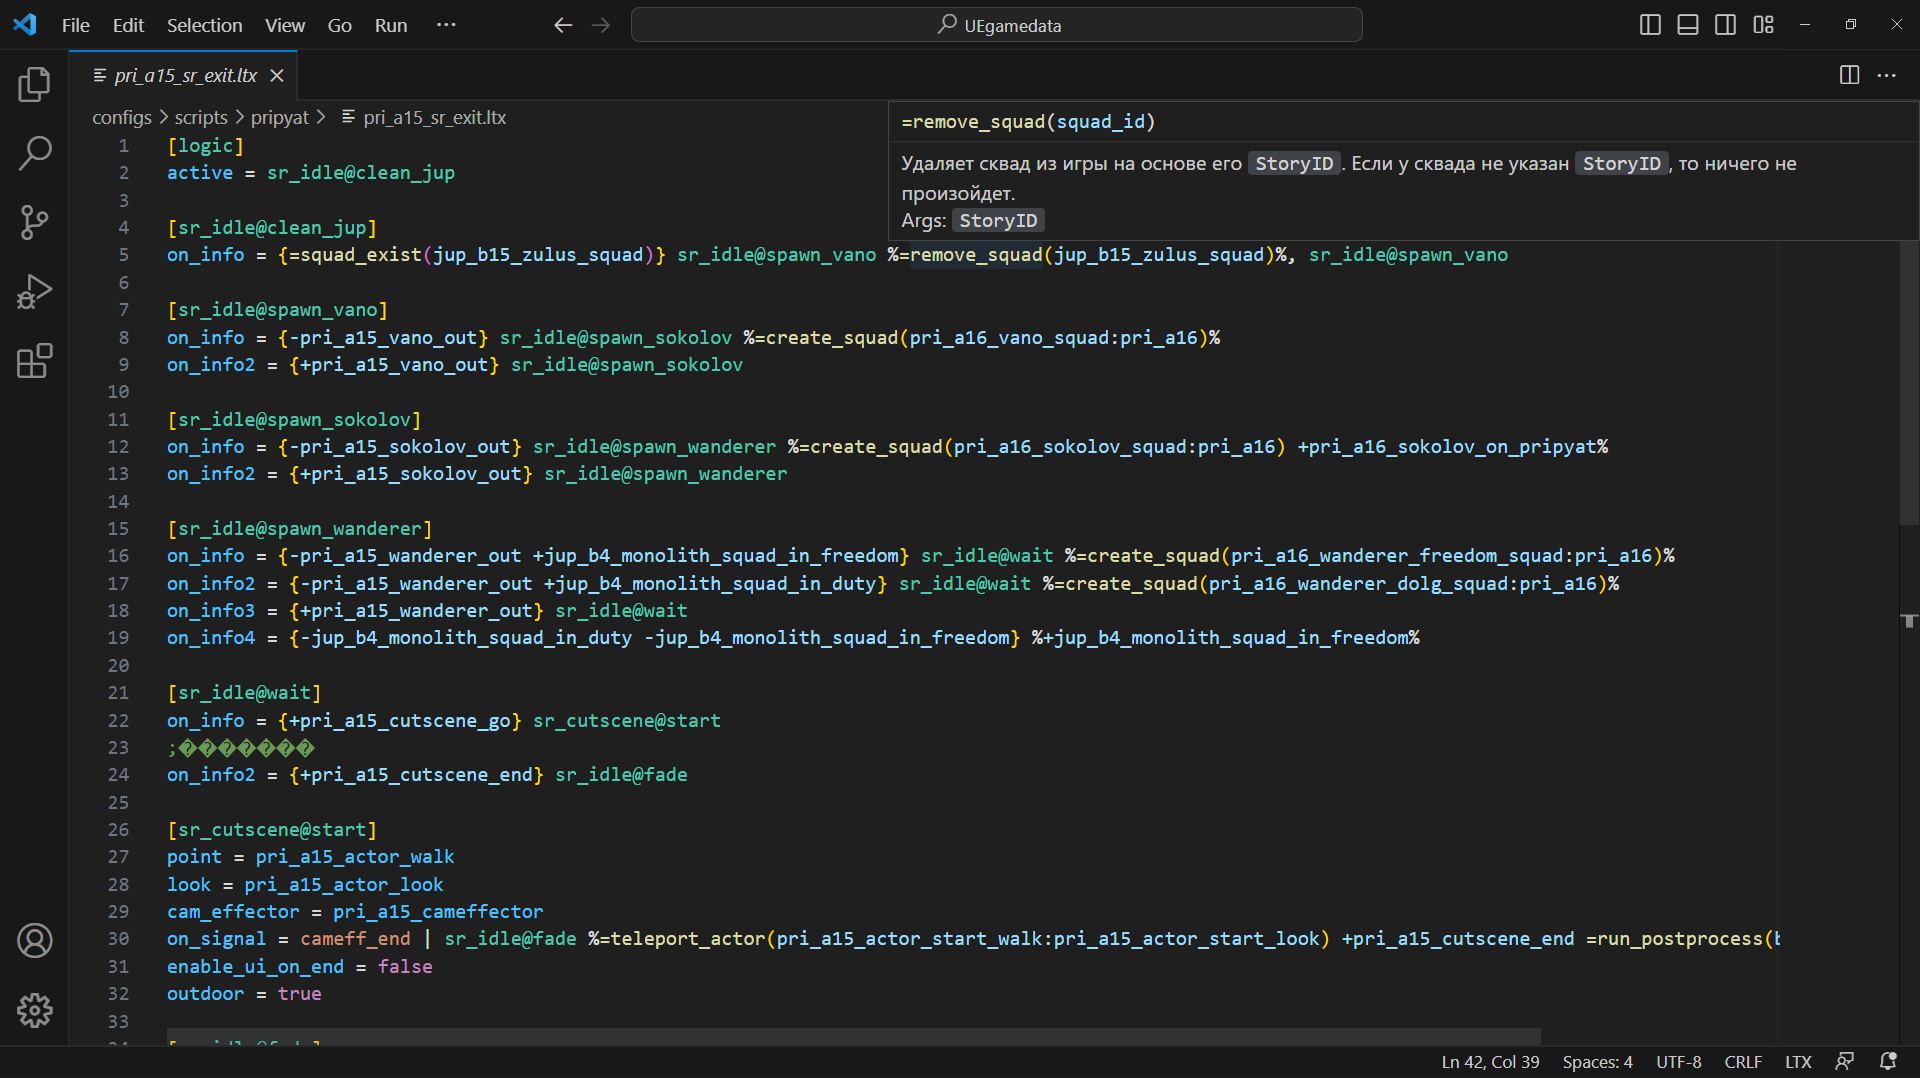 File Edit Selection View Go Run ···
UEgamedata
pri_a15_sr_exit.ltx
configs > scripts > pripyat > pri_a15_sr_exit.ltx
=remove_squad(squad_id)
Удаляет сквад из игры на основе его StoryID. Если у сквада не указан StoryID, то ничего не
произойдет.
Args: StoryID
1 [logic]
2 active = sr_idle@clean_jup
3
4 [sr_idle@clean_jup]
5 on_info = {=squad_exist(jup_b15_zulus_squad)} sr_idle@spawn_vano %=remove_squad(jup_b15_zulus_squad)%, sr_idle@spawn_vano
6
7 [sr_idle@spawn_vano]
8 on_info = {-pri_a15_vano_out} sr_idle@spawn_sokolov %=create_squad(pri_a16_vano_squad:pri_a16)%
9 on_info2 = {+pri_a15_vano_out} sr_idle@spawn_sokolov
10
11 [sr_idle@spawn_sokolov]
12 on_info = {-pri_a15_sokolov_out} sr_idle@spawn_wanderer %=create_squad(pri_a16_sokolov_squad:pri_a16) +pri_a16_sokolov_on_pripyat%
13 on_info2 = {+pri_a15_sokolov_out} sr_idle@spawn_wanderer
14
15 [sr_idle@spawn_wanderer]
16 on_info = {-pri_a15_wanderer_out +jup_b4_monolith_squad_in_freedom} sr_idle@wait %=create_squad(pri_a16_wanderer_freedom_squad:pri_a16)%
17 on_info2 = {-pri_a15_wanderer_out +jup_b4_monolith_squad_in_duty} sr_idle@wait %=create_squad(pri_a16_wanderer_dolg_squad:pri_a16)%
18 on_info3 = {+pri_a15_wanderer_out} sr_idle@wait
19 on_info4 = {-jup_b4_monolith_squad_in_duty -jup_b4_monolith_squad_in_freedom} %+jup_b4_monolith_squad_in_freedom%
20
21 [sr_idle@wait]
22 on_info = {+pri_a15_cutscene_go} sr_cutscene@start
23 ;�������
24 on_info2 = {+pri_a15_cutscene_end} sr_idle@fade
25
26 [sr_cutscene@start]
27 point = pri_a15_actor_walk
28 look = pri_a15_actor_look
29 cam_effector = pri_a15_cameffector
30 on_signal = cameff_end | sr_idle@fade %=teleport_actor(pri_a15_actor_start_walk:pri_a15_actor_start_look) +pri_a15_cutscene_end =run_postprocess(
31 enable_ui_on_end = false
32 outdoor = true
33
Ln 42, Col 39 Spaces: 4 UTF-8 CRLF LTX